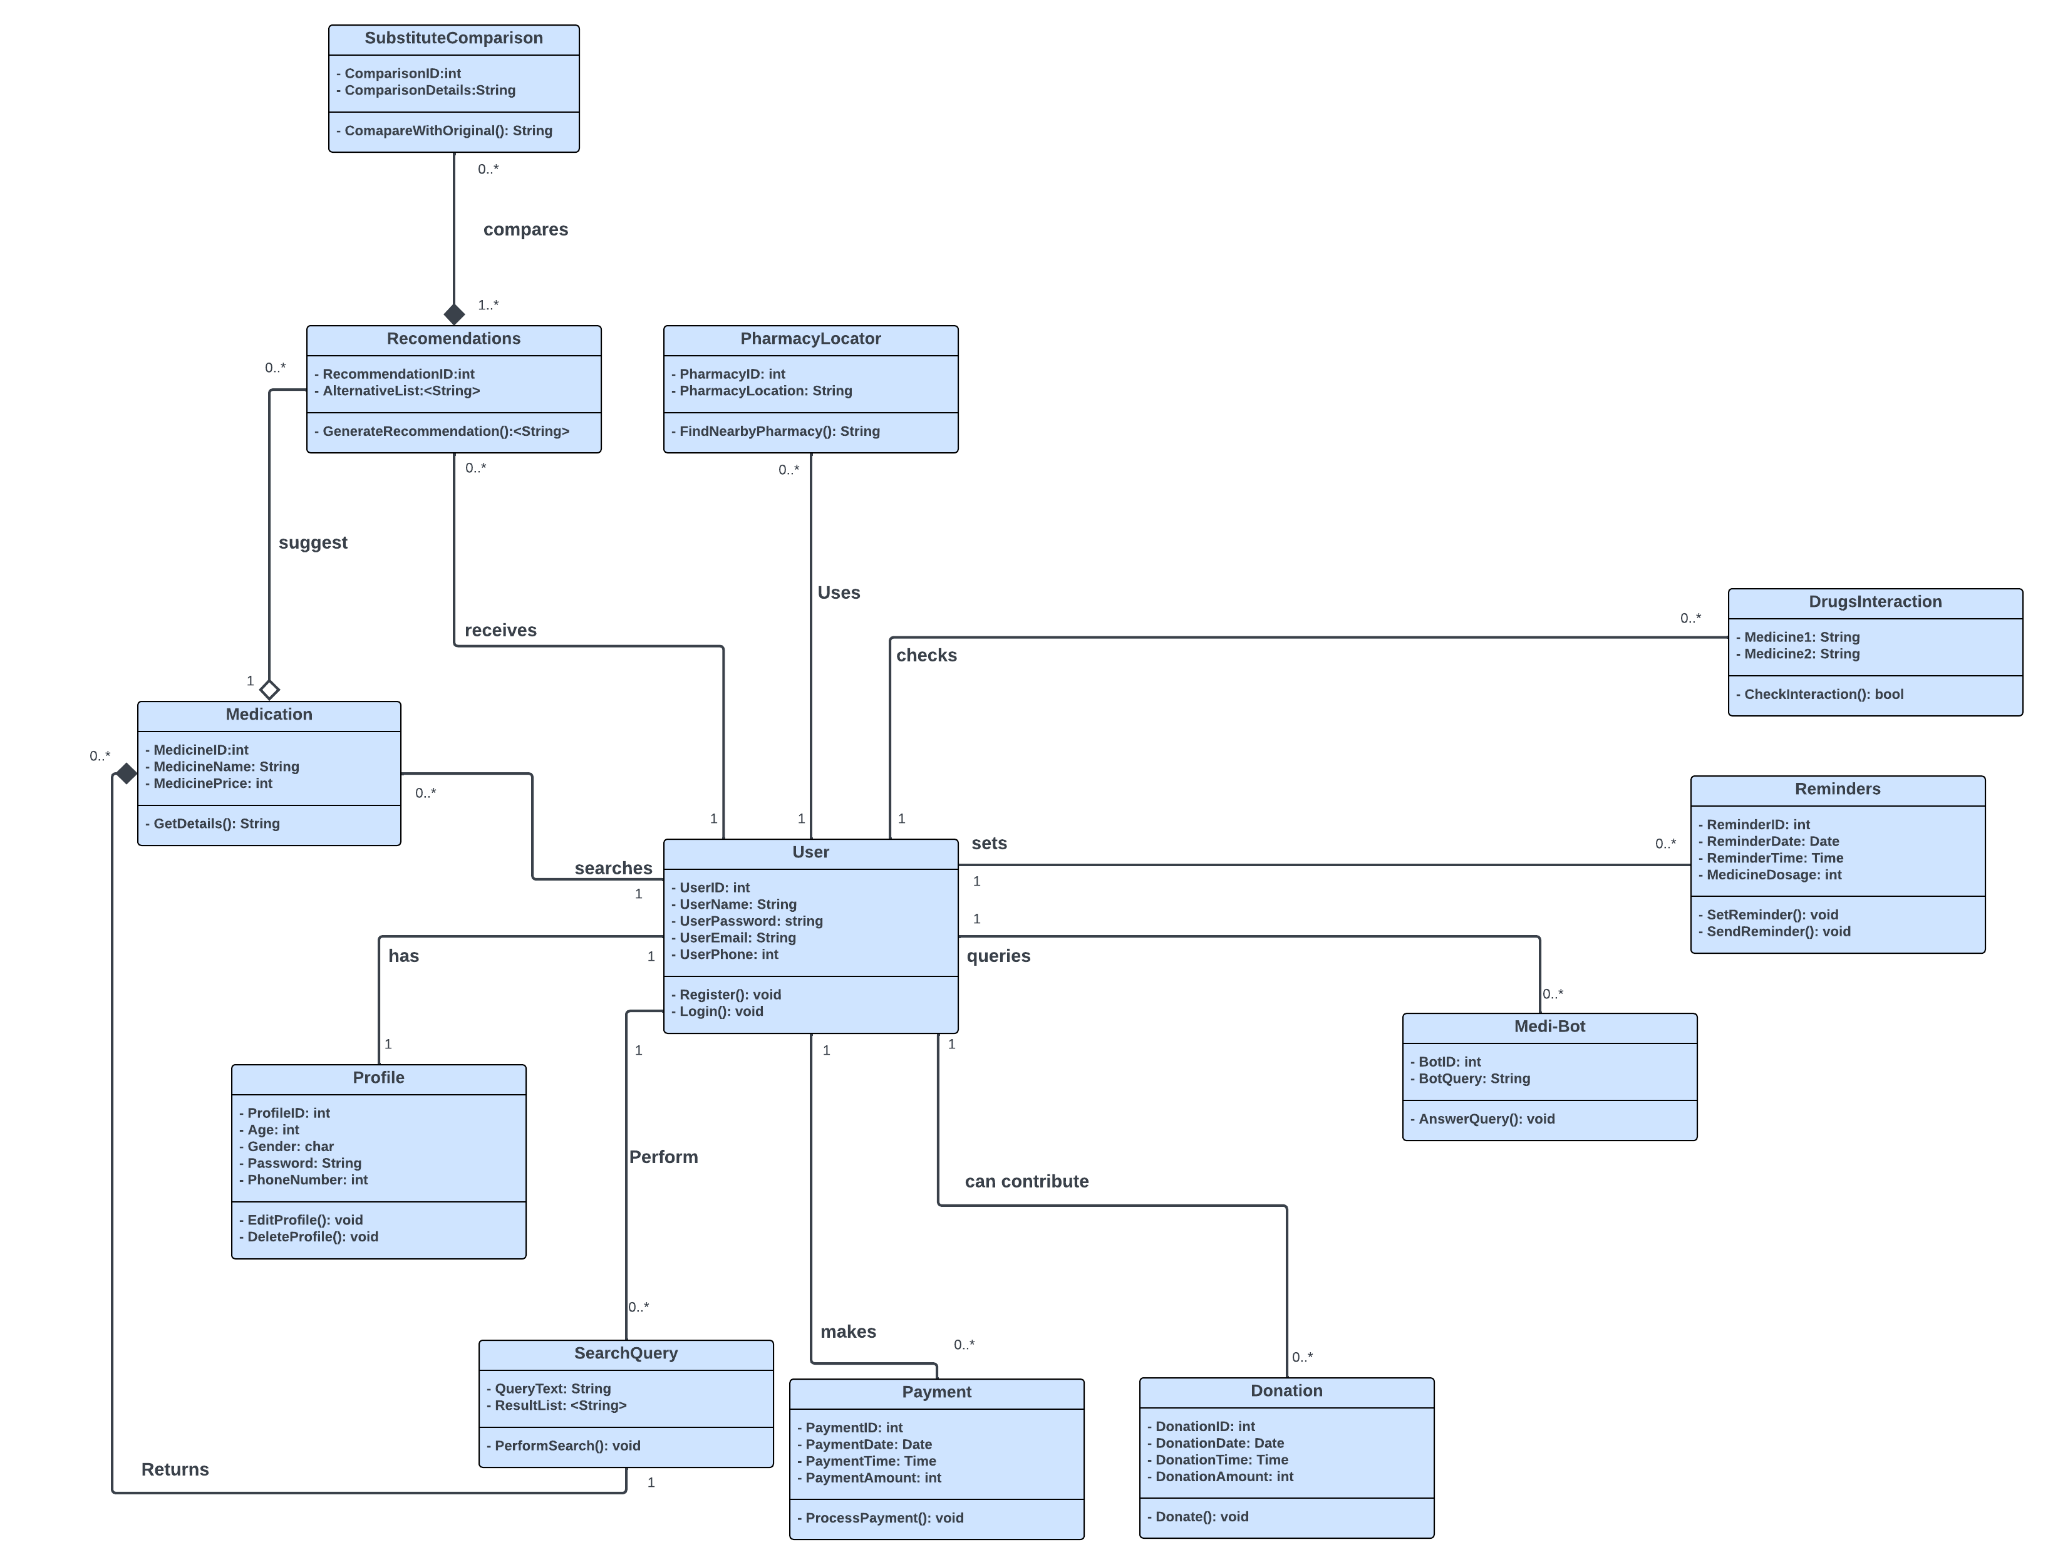 SubstituteComparison
- ComparisonID:int
- ComparisonDetails:String
- ComapareWithOriginal(): String
0..*
compares
1..*
Recomendations
- RecommendationID:int
- AlternativeList:<String>
- GenerateRecommendation():<String>
0..*
0..*
suggest
receives
1
1
PharmacyLocator
- PharmacyID: int
- PharmacyLocation: String
- FindNearbyPharmacy(): String
0..*
Uses
1
DrugsInteraction
- Medicine1: String
- Medicine2: String
- CheckInteraction(): bool
0..*
checks
1
Medication
- MedicineID:int
- MedicineName: String
- MedicinePrice: int
- GetDetails(): String
0..*
0..*
searches
1
Reminders
- ReminderID: int
- ReminderDate: Date
- ReminderTime: Time
- MedicineDosage: int
- SetReminder(): void
- SendReminder(): void
0..*
sets
1
User
- UserID: int
- UserName: String
- UserPassword: string
- UserEmail: String
- UserPhone: int
- Register(): void
- Login(): void
1
queries
0..*
has
1
1
Medi-Bot
- BotID: int
- BotQuery: String
- AnswerQuery(): void
Profile
- ProfileID: int
- Age: int
- Gender: char
- Password: String
- PhoneNumber: int
- EditProfile(): void
- DeleteProfile(): void
1
Perform
0..*
1
makes
0..*
1
can contribute
0..*
SearchQuery
- QueryText: String
- ResultList: <String>
- PerformSearch(): void
1
Returns
Payment
- PaymentID: int
- PaymentDate: Date
- PaymentTime: Time
- PaymentAmount: int
- ProcessPayment(): void
Donation
- DonationID: int
- DonationDate: Date
- DonationTime: Time
- DonationAmount: int
- Donate(): void